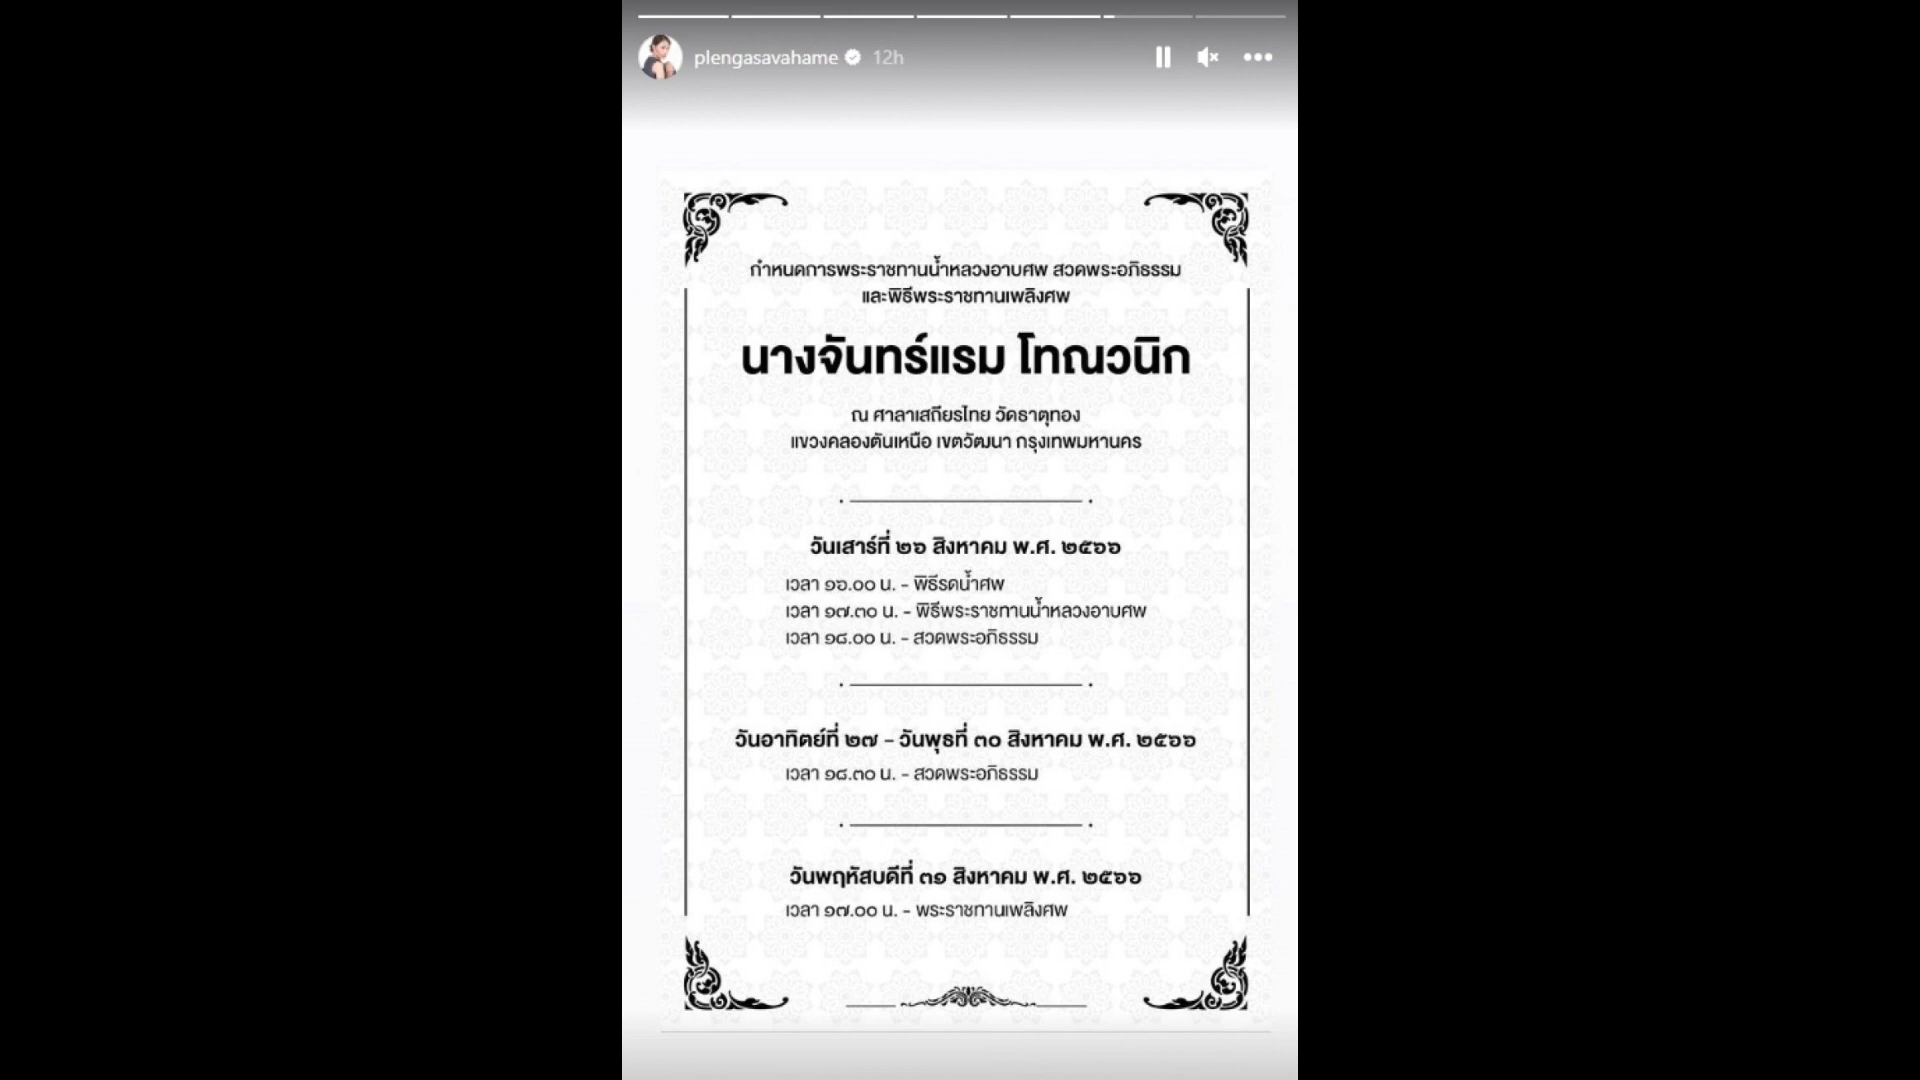 plengasavahame 12h
กำหนดการพระราชทานน้ำหลวงอาบศพ สวดพระอภิธรรม
และพิธีพระราชทานเพลิงศพ
นางจันทร์แรม โทณวนิก
ณ ศาลาเสถียรไทย วัดธาตุทอง
แขวงคลองตันเหนือ เขตวัฒนา กรุงเทพมหานคร
วันเสาร์ที่ ๒๖ สิงหาคม พ.ศ. ๒๕๖๖
เวลา ๑๖.๐๐ น. - พิธีรดน้ำศพ
เวลา ๑๗.๓๐ น. - พิธีพระราชทานน้ำหลวงอาบศพ
เวลา ๑๘.๐๐ น. - สวดพระอภิธรรม
วันอาทิตย์ที่ ๒๗ - วันพุธที่ ๓๐ สิงหาคม พ.ศ. ๒๕๖๖
เวลา ๑๘.๓๐ น. - สวดพระอภิธรรม
วันพฤหัสบดีที่ ๓๑ สิงหาคม พ.ศ. ๒๕๖๖
เวลา ๑๗.๐๐ น. - พระราชทานเพลิงศพ